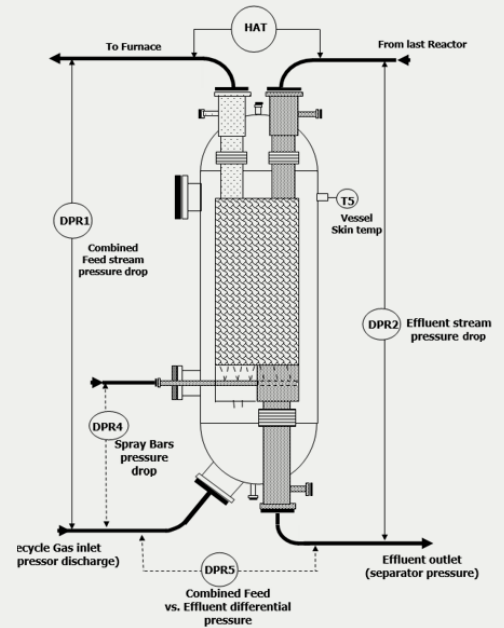 HAT
To Furnace
From last Reactor
T5
Vessel
Skin temp
DPR1
Combined
Feed stream
pressure drop
DPR2
Effluent stream
pressure drop
DPR4
Spray Bars
pressure
drop
ecycle Gas inlet
pressor discharge)
Effluent outlet
(separator pressure)
DPR5
Combined Feed
vs. Effluent differential
pressure